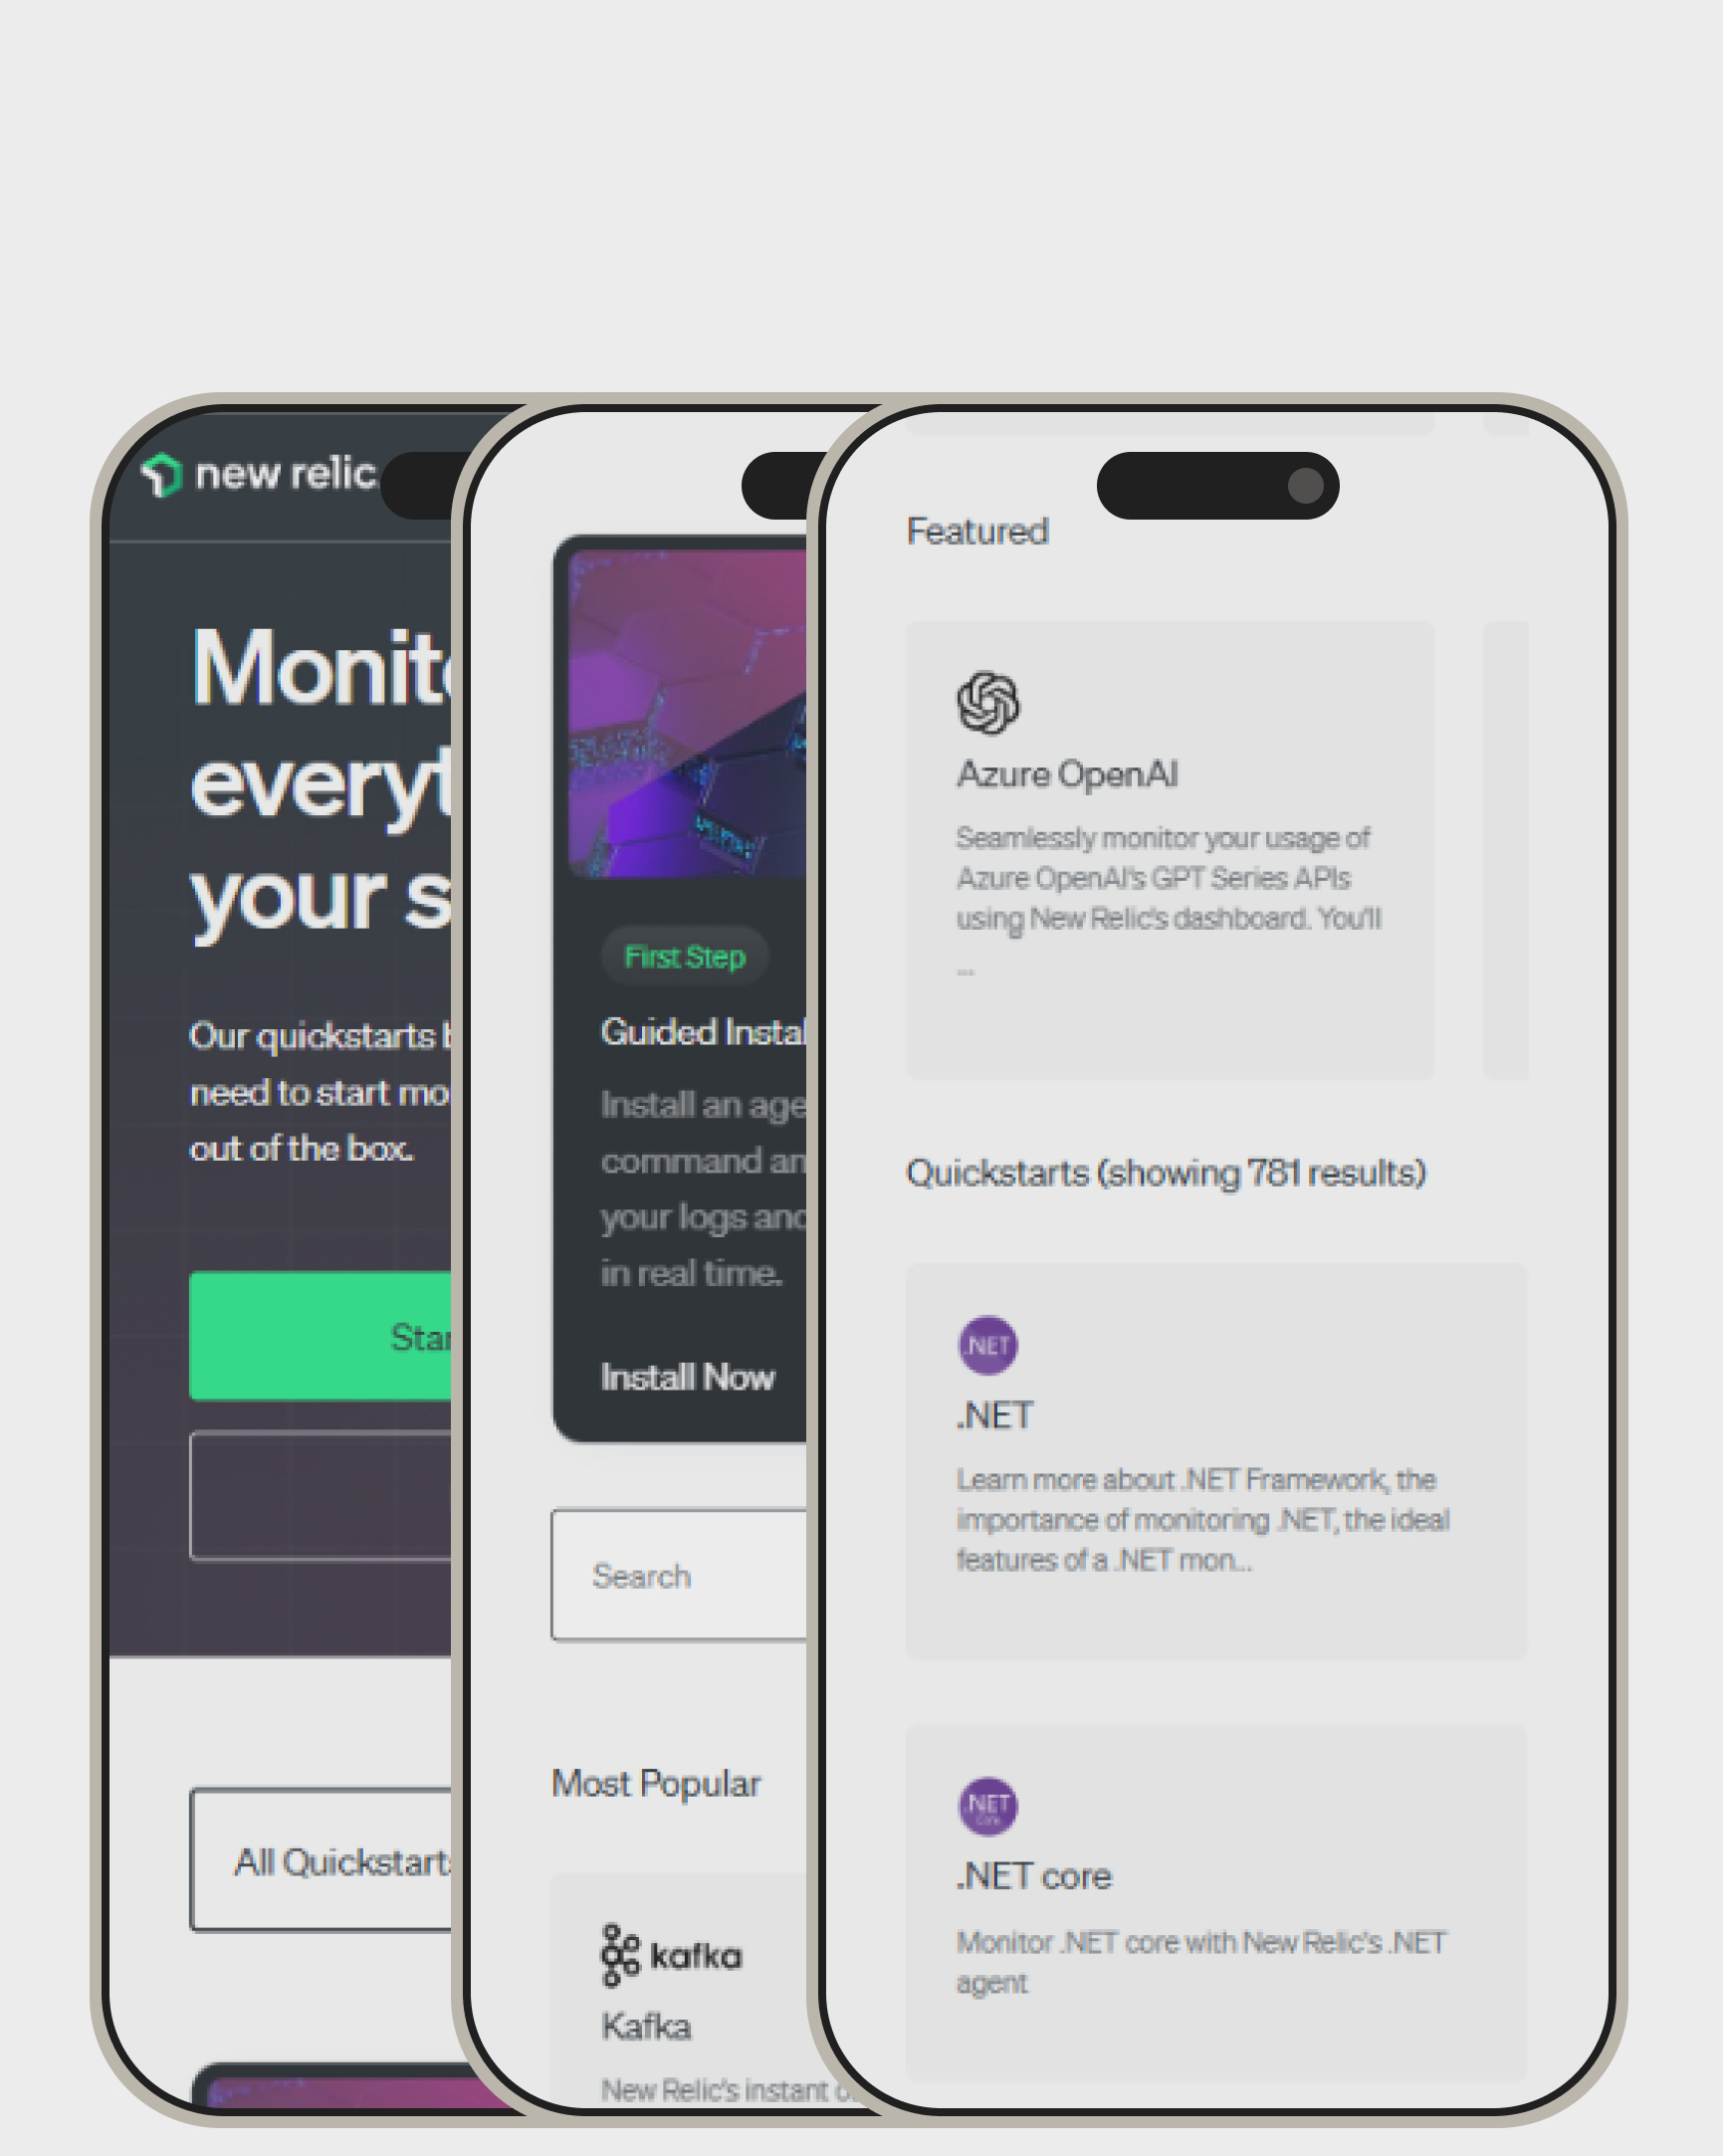 new relic
Monit
everyt
your s
Our quickstarts
need to start mo
out of the box.
Star
All Quickstart
First Step
Guided Instal
Install an age
command an
your logs and
in real time.
Install Now
Search
Most Popular
kafka
Kafka
New Relic's instant
Featured
Azure OpenAI
Seamlessly monitor your usage of
Azure OpenAI's GPT Series APIs
using New Relic's dashboard. You'll
...
Quickstarts (showing 781 results)
.NET
.NET
Learn more about .NET Framework, the
importance of monitoring .NET, the ideal
features of a .NET mon...
.NET
Core
.NET core
Monitor .NET core with New Relic's .NET
agent